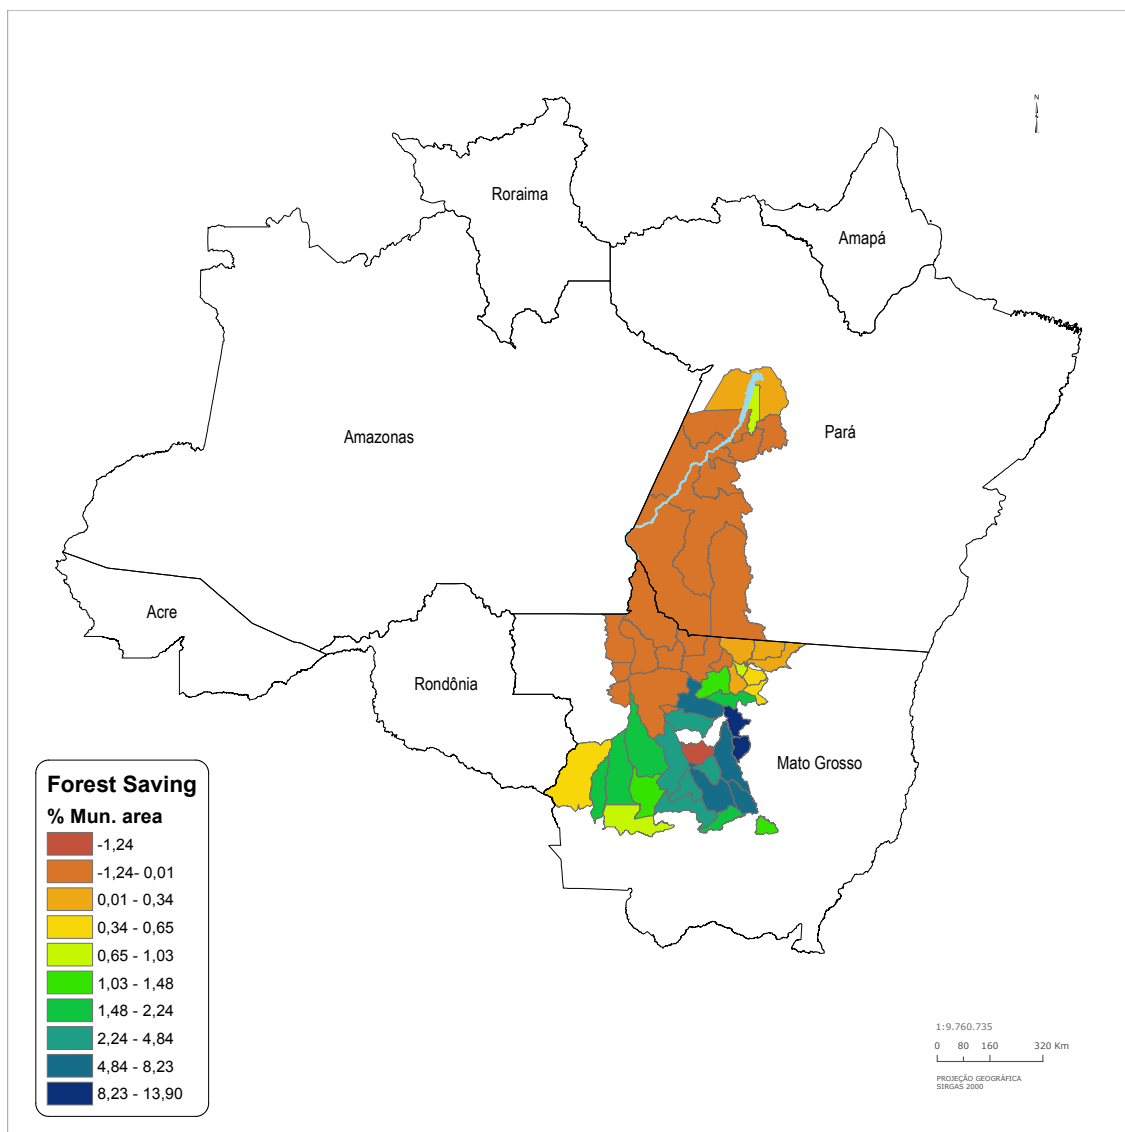 N
Roraima
Amapá
Amazonas
Pará
Acre
Rondônia
Mato Grosso
Forest Saving
% Mun. area
-1,24
-1,24- 0,01
0,01 - 0,34
0,34 - 0,65
0,65 - 1,03
1,03 - 1,48
1,48 - 2,24
2,24 - 4,84
4,84 - 8,23
8,23 - 13,90
1:9.760.735
0 80 160 320 Km
PROJEÇÃO GEOGRÁFICA
SIRGAS 2000